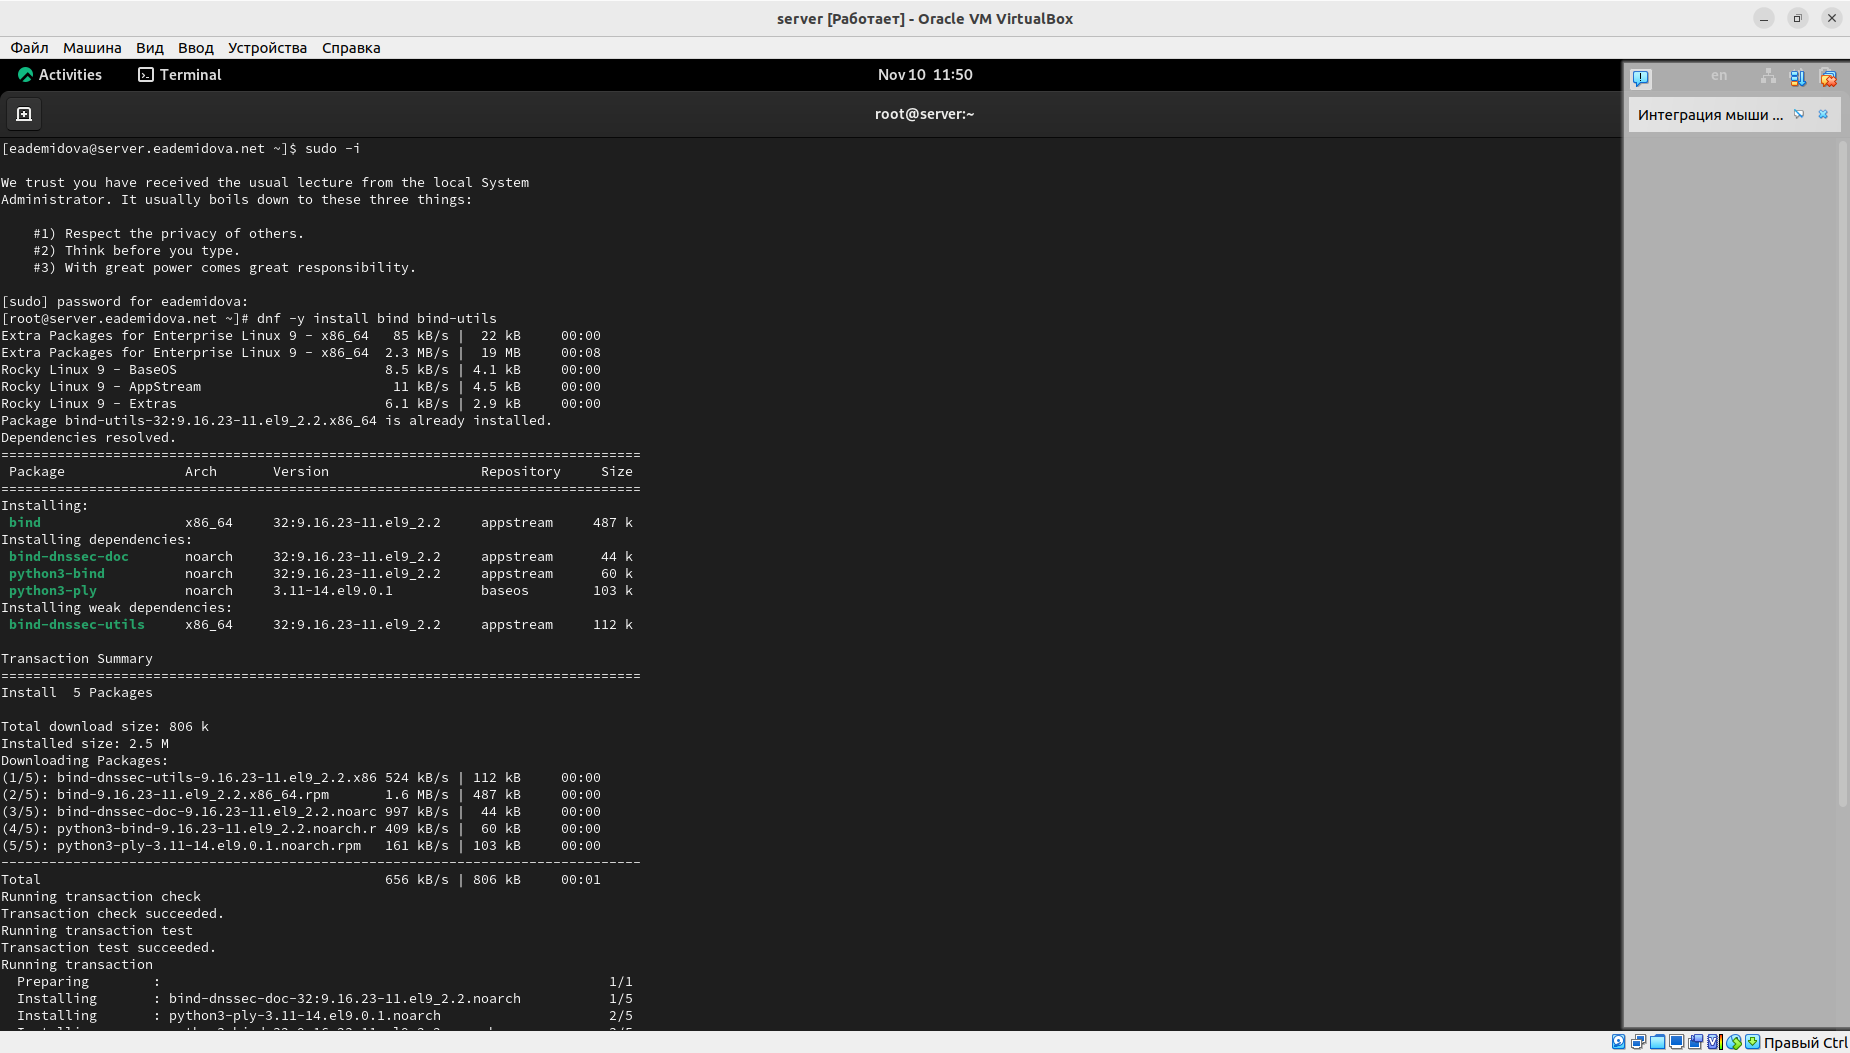 server [Работает] - Oracle VM VirtualBox
Файл Машина Вид Ввод Устройства Справка
Activities Terminal Nov 10 11:50 en
root@server:~
Интеграция мыши ...
[eademidova@server.eademidova.net ~]$ sudo -i
We trust you have received the usual lecture from the local System
Administrator. It usually boils down to these three things:
#1) Respect the privacy of others.
#2) Think before you type.
#3) With great power comes great responsibility.
[sudo] password for eademidova:
[root@server.eademidova.net ~]# dnf -y install bind bind-utils
Extra Packages for Enterprise Linux 9 - x86_64 85 kB/s | 22 kB 00:00
Extra Packages for Enterprise Linux 9 - x86_64 2.3 MB/s | 19 MB 00:08
Rocky Linux 9 - BaseOS 8.5 kB/s | 4.1 kB 00:00
Rocky Linux 9 - AppStream 11 kB/s | 4.5 kB 00:00
Rocky Linux 9 - Extras 6.1 kB/s | 2.9 kB 00:00
Package bind-utils-32:9.16.23-11.el9_2.2.x86_64 is already installed.
Dependencies resolved.
================================================================================
Package Arch Version Repository Size
================================================================================
Installing:
bind x86_64 32:9.16.23-11.el9_2.2 appstream 487 k
Installing dependencies:
bind-dnssec-doc noarch 32:9.16.23-11.el9_2.2 appstream 44 k
python3-bind noarch 32:9.16.23-11.el9_2.2 appstream 60 k
python3-ply noarch 3.11-14.el9.0.1 baseos 103 k
Installing weak dependencies:
bind-dnssec-utils x86_64 32:9.16.23-11.el9_2.2 appstream 112 k
Transaction Summary
================================================================================
Install 5 Packages
Total download size: 806 k
Installed size: 2.5 M
Downloading Packages:
(1/5): bind-dnssec-utils-9.16.23-11.el9_2.2.x86 524 kB/s | 112 kB 00:00
(2/5): bind-9.16.23-11.el9_2.2.x86_64.rpm 1.6 MB/s | 487 kB 00:00
(3/5): bind-dnssec-doc-9.16.23-11.el9_2.2.noarc 997 kB/s | 44 kB 00:00
(4/5): python3-bind-9.16.23-11.el9_2.2.noarch.r 409 kB/s | 60 kB 00:00
(5/5): python3-ply-3.11-14.el9.0.1.noarch.rpm 161 kB/s | 103 kB 00:00
--------------------------------------------------------------------------------
Total 656 kB/s | 806 kB 00:01
Running transaction check
Transaction check succeeded.
Running transaction test
Transaction test succeeded.
Running transaction
Preparing : 1/1
Installing : bind-dnssec-doc-32:9.16.23-11.el9_2.2.noarch 1/5
Installing : python3-ply-3.11-14.el9.0.1.noarch 2/5
Правый Ctrl